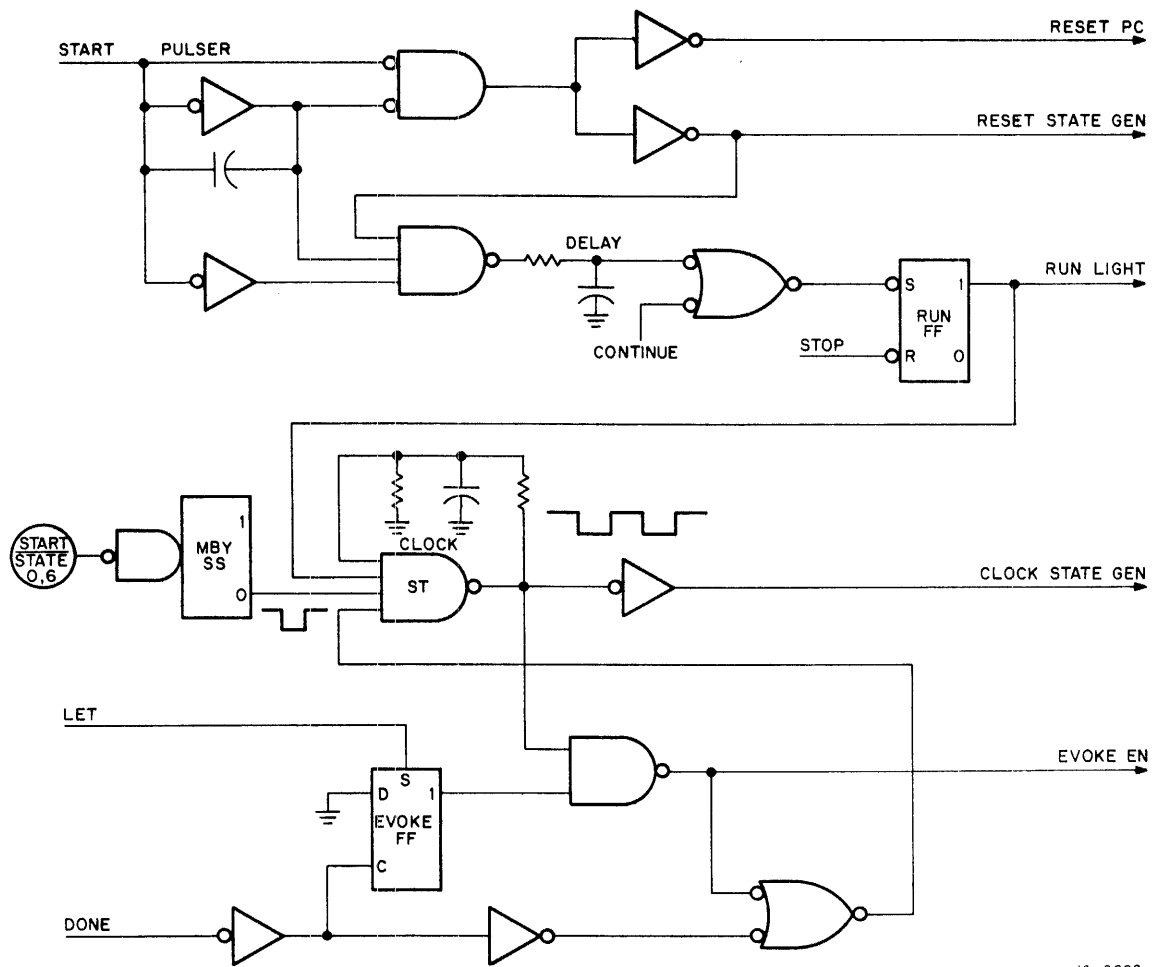 RESET PC
START PULSER
RESET STATE GEN
DELAY
RUN LIGHT
S 1
RUN
FF
CONTINUE
STOP
R 0
START
STATE
0,6
1
MBY
SS
0
CLOCK
ST
CLOCK STATE GEN
LET
EVOKE EN
S
D 1
EVOKE
FF
C
DONE